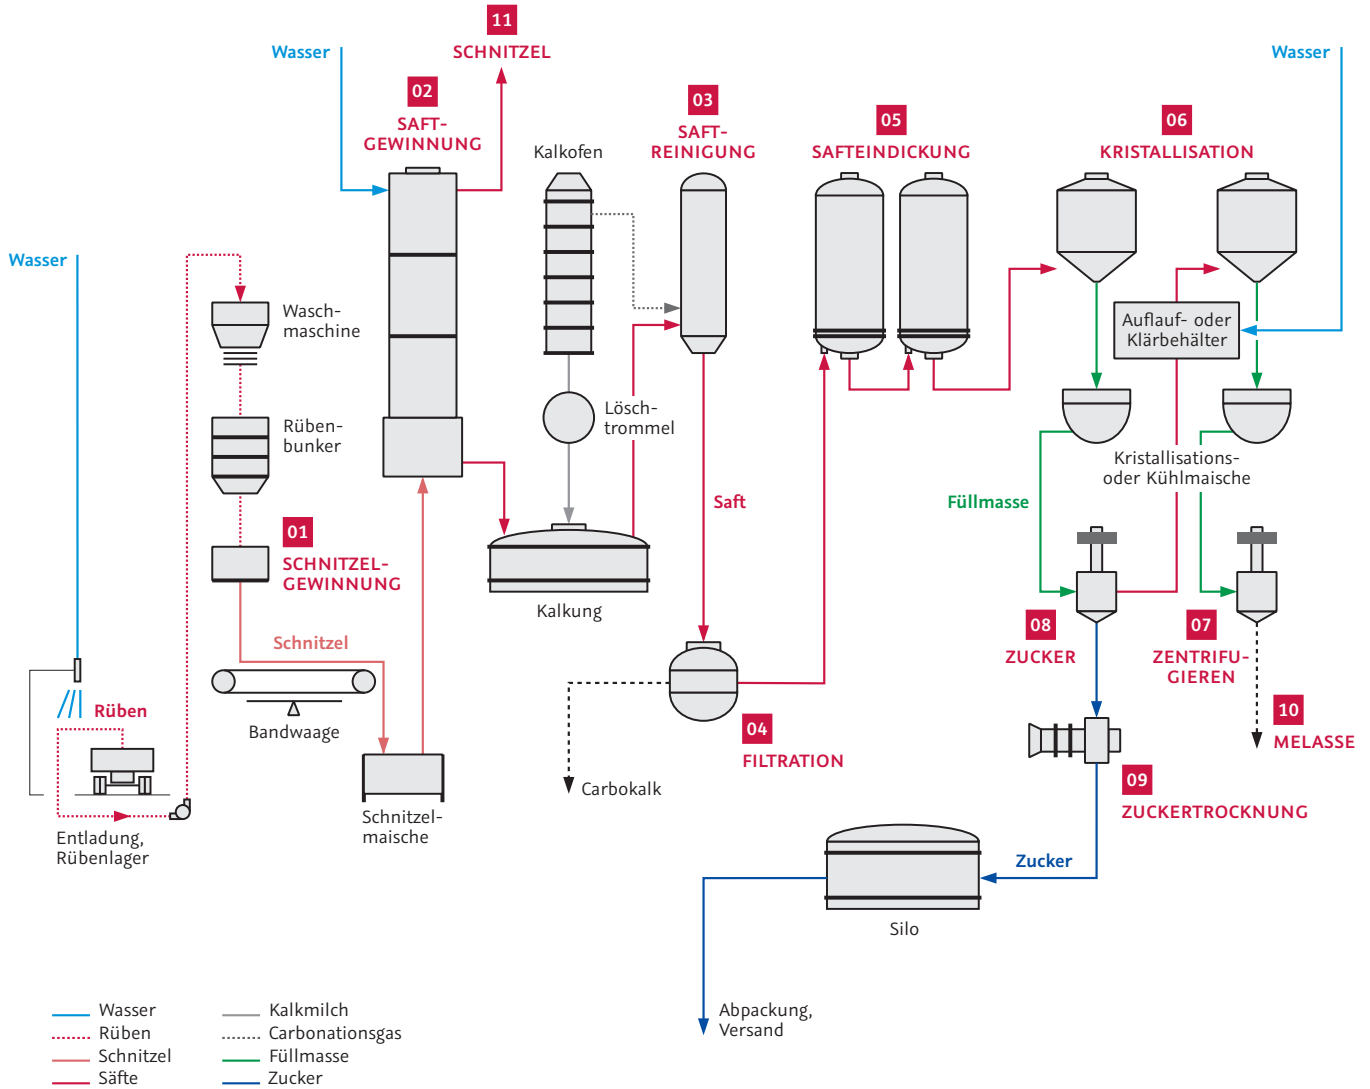 11
Wasser
SCHNITZEL
Wasser
02
SAFT-
GEWINNUNG
03
SAFT-
REINIGUNG
05
SAFTEINDICKUNG
06
KRISTALLISATION
Kalkofen
Wasser
Wasch-
maschine
Auflauf- oder
Klärbehälter
Rüben-
bunker
Lösch-
trommel
Kristallisations-
oder Kühlmaische
Saft
Füllmasse
01
SCHNITZEL-
GEWINNUNG
Kalkung
08
ZUCKER
07
ZENTRIFU-
GIEREN
Schnitzel
Rüben
Bandwaage
04
FILTRATION
10
MELASSE
Carbokalk
09
ZUCKERTROCKNUNG
Schnitzel-
maische
Entladung,
Rübenlager
Zucker
Silo
Abpackung,
Versand
Wasser
Rüben
Schnitzel
Säfte
Kalkmilch
Carbonationsgas
Füllmasse
Zucker